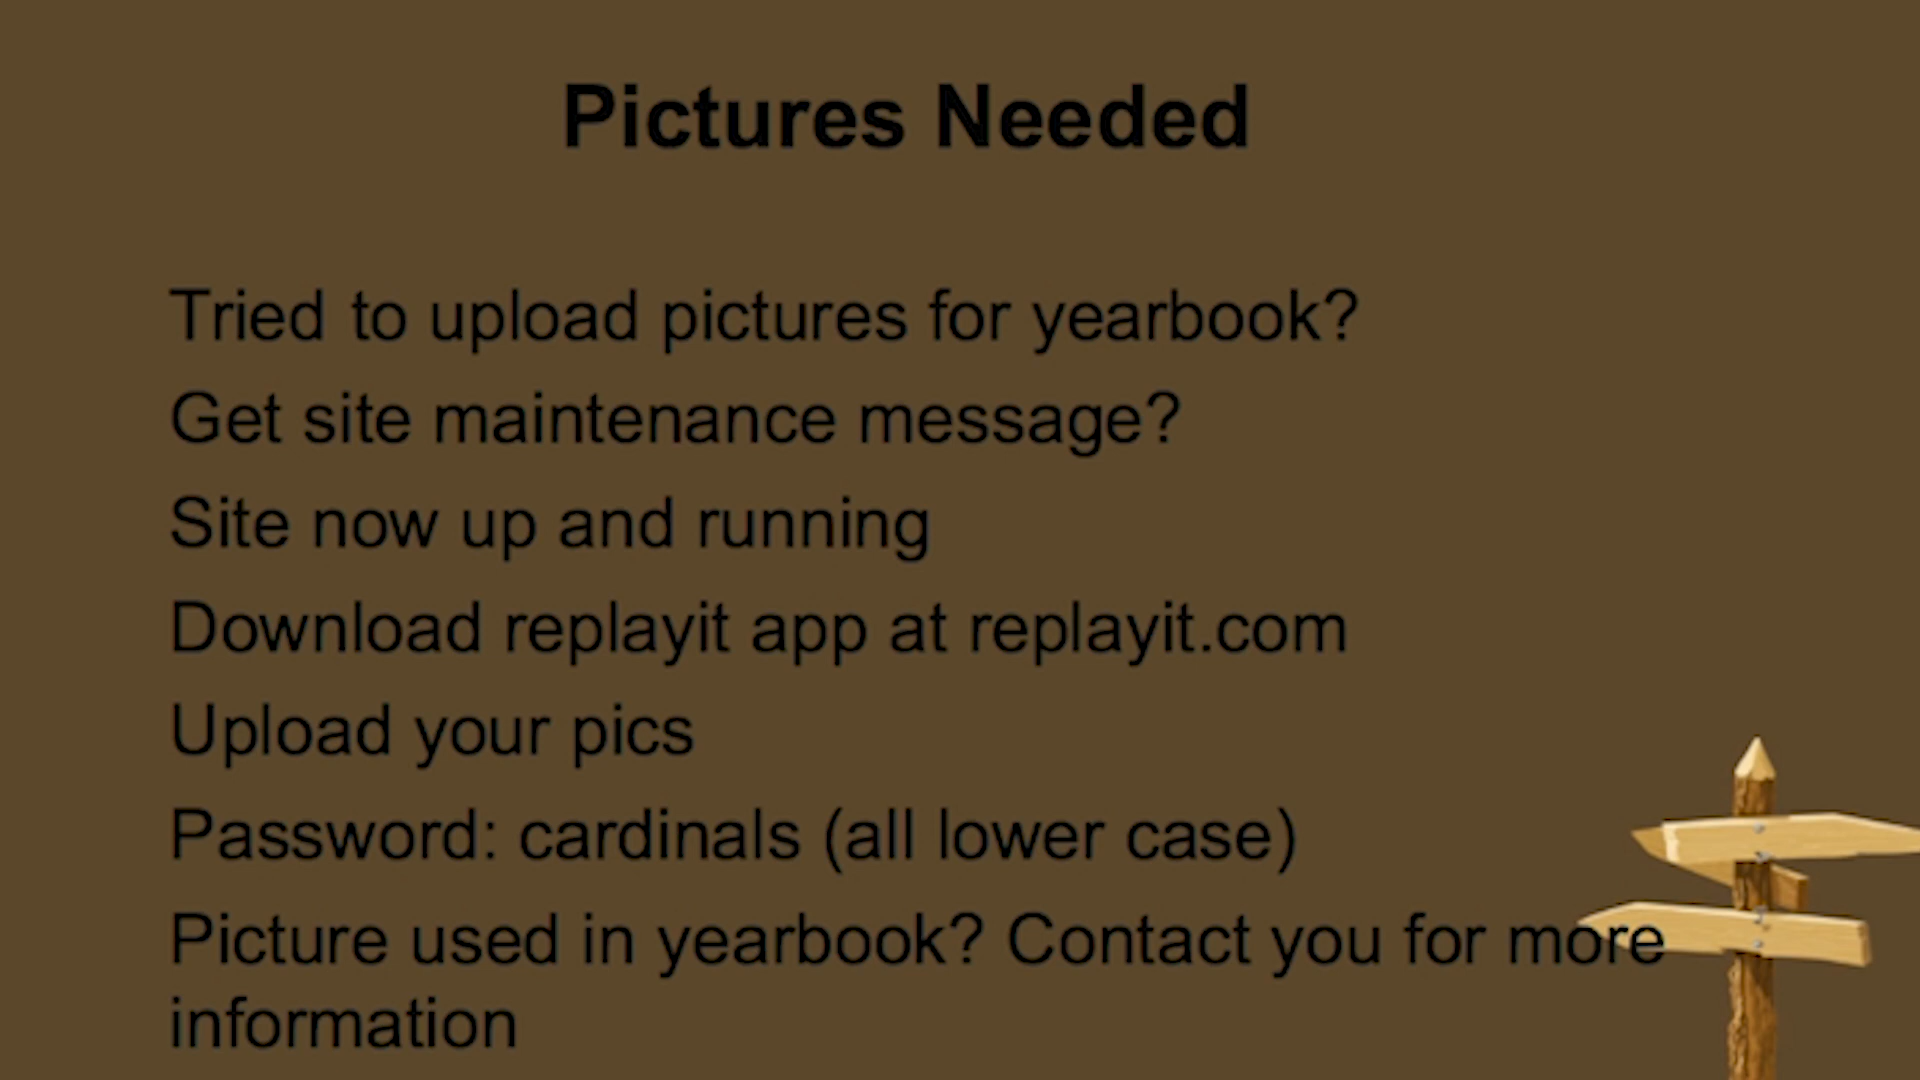 Pictures Needed
Tried to upload pictures for yearbook?
Get site maintenance message?
Site now up and running
Download replayit app at replayit.com
Upload your pics
Password: cardinals (all lower case)
Picture used in yearbook? Contact you for more
information